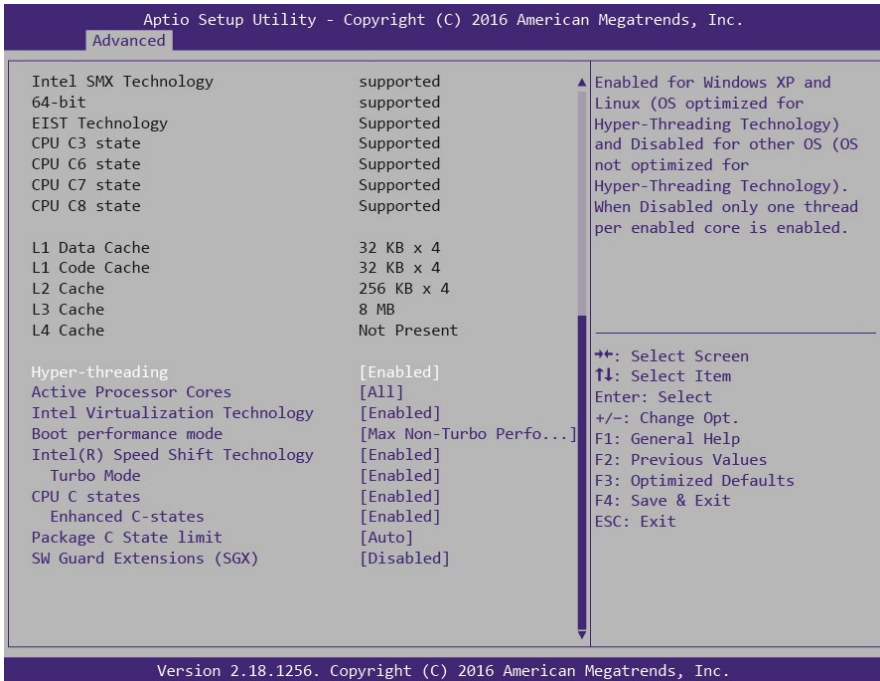 Aptio Setup Utility - Copyright (C) 2016 American Megatrends, Inc.
Advanced
Intel SMX Technology supported
64-bit supported
EIST Technology Supported
CPU C3 state Supported
CPU C6 state Supported
CPU C7 state Supported
CPU C8 state Supported
L1 Data Cache 32 KB x 4
L1 Code Cache 32 KB x 4
L2 Cache 256 KB x 4
L3 Cache 8 MB
L4 Cache Not Present
Hyper-threading [Enabled]
Active Processor Cores [All]
Intel Virtualization Technology [Enabled]
Boot performance mode [Max Non-Turbo Perfo...]
Intel(R) Speed Shift Technology [Enabled]
Turbo Mode [Enabled]
CPU C states [Enabled]
Enhanced C-states [Enabled]
Package C State limit [Auto]
SW Guard Extensions (SGX) [Disabled]
Enabled for Windows XP and
Linux (OS optimized for
Hyper-Threading Technology)
and Disabled for other OS (OS
not optimized for
Hyper-Threading Technology).
When Disabled only one thread
per enabled core is enabled.
→←: Select Screen
↑↓: Select Item
Enter: Select
+/-: Change Opt.
F1: General Help
F2: Previous Values
F3: Optimized Defaults
F4: Save & Exit
ESC: Exit
Version 2.18.1256. Copyright (C) 2016 American Megatrends, Inc.